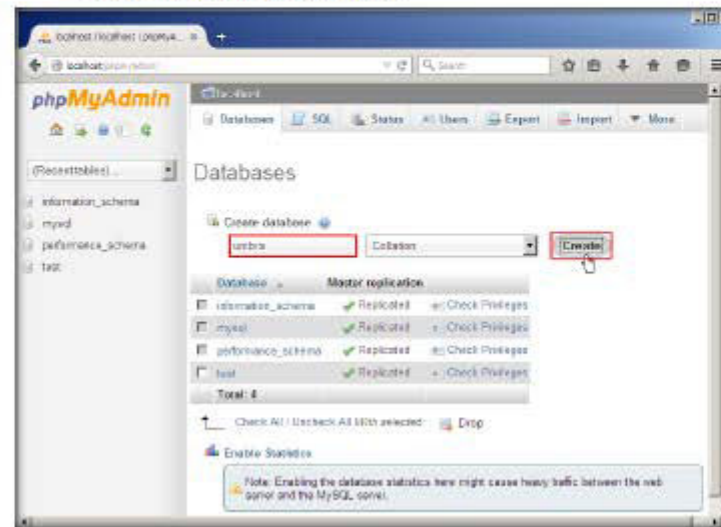 localhost / localhost | phpMyA...
localhost/phpmyadmin/
Search
phpMyAdmin
localhost
Databases SQL Status Users Export Import More
(Recent tables) ...
information_schema
mysql
performance_schema
test
Databases
Create database
umbra Collation Create
Database Master replication
information_schema Replicated Check Privileges
mysql Replicated Check Privileges
performance_schema Replicated Check Privileges
test Replicated Check Privileges
Total: 4
Check All / Uncheck All With selected: Drop
Enable Statistics
Note: Enabling the database statistics here might cause heavy traffic between the web
server and the MySQL server.